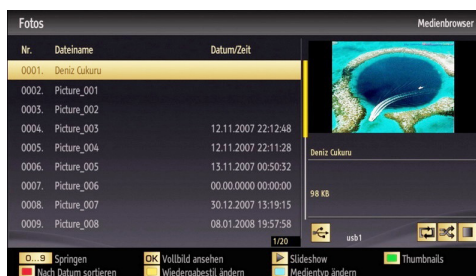 Fotos Medienbrowser
Nr. Dateiname Datum/Zeit
0001. Deniz Cukuru
0002. Picture_001
0003. Picture_002
0004. Picture_003 12.11.2007 22:12:48
0005. Picture_004 12.11.2007 22:11:28
0006. Picture_005 13.11.2007 00:50:32
0007. Picture_006 00.00.0000 00:00:00
0008. Picture_007 30.12.2007 13:19:15
0009. Picture_008 08.01.2008 19:57:58
1/20
Deniz Cukuru
98 KB
usb1
0...9 Springen OK Vollbild ansehen Slideshow Thumbnails
Nach Datum sortieren Wiedergabestil ändern Medientyp ändern